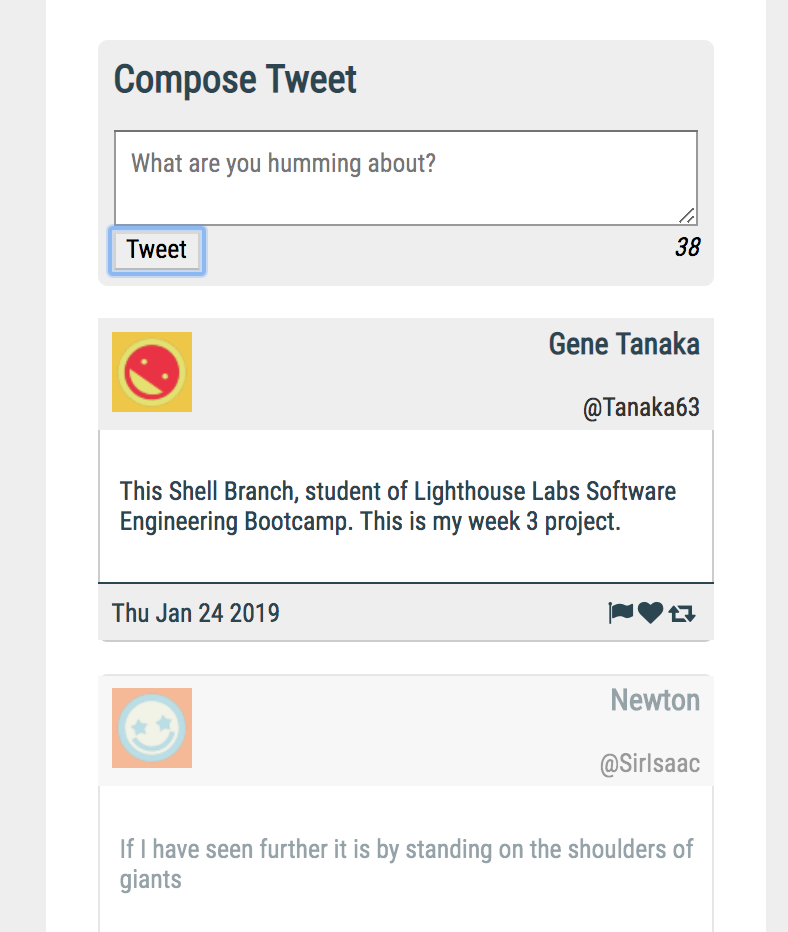 Compose Tweet
What are you humming about?
Tweet
38
Gene Tanaka
@Tanaka63
This Shell Branch, student of Lighthouse Labs Software
Engineering Bootcamp. This is my week 3 project.
Thu Jan 24 2019
Newton
@SirIsaac
If I have seen further it is by standing on the shoulders of
giants